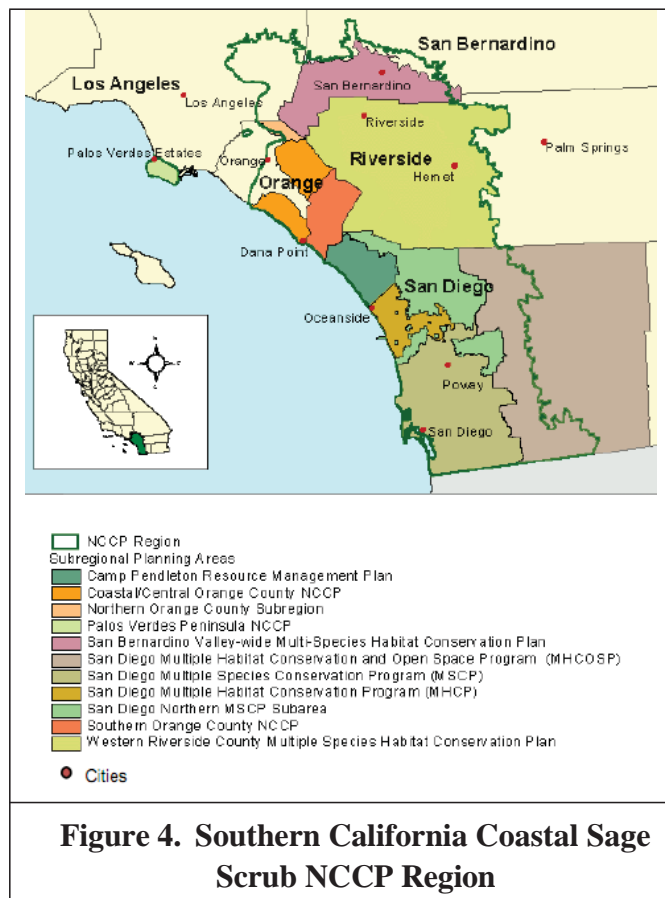 San Bernardino
San Bernardino
Los Angeles
Los Angeles
Riverside
Palos Verdes Estates
Orange
Riverside
Palm Springs
Hemet
Orange
Dana Point
San Diego
Oceanside
Poway
San Diego
NCCP Region
Subregional Planning Areas
Camp Pendleton Resource Management Plan
Coastal/Central Orange County NCCP
Northern Orange County Subregion
Palos Verdes Peninsula NCCP
San Bernardino Valley-wide Multi-Species Habitat Conservation Plan
San Diego Multiple Habitat Conservation and Open Space Program (MHCOSP)
San Diego Multiple Species Conservation Program (MSCP)
San Diego Multiple Habitat Conservation Program (MHCP)
San Diego Northern MSCP Subarea
Southern Orange County NCCP
Western Riverside County Multiple Species Habitat Conservation Plan
Cities
Figure 4. Southern California Coastal Sage
Scrub NCCP Region